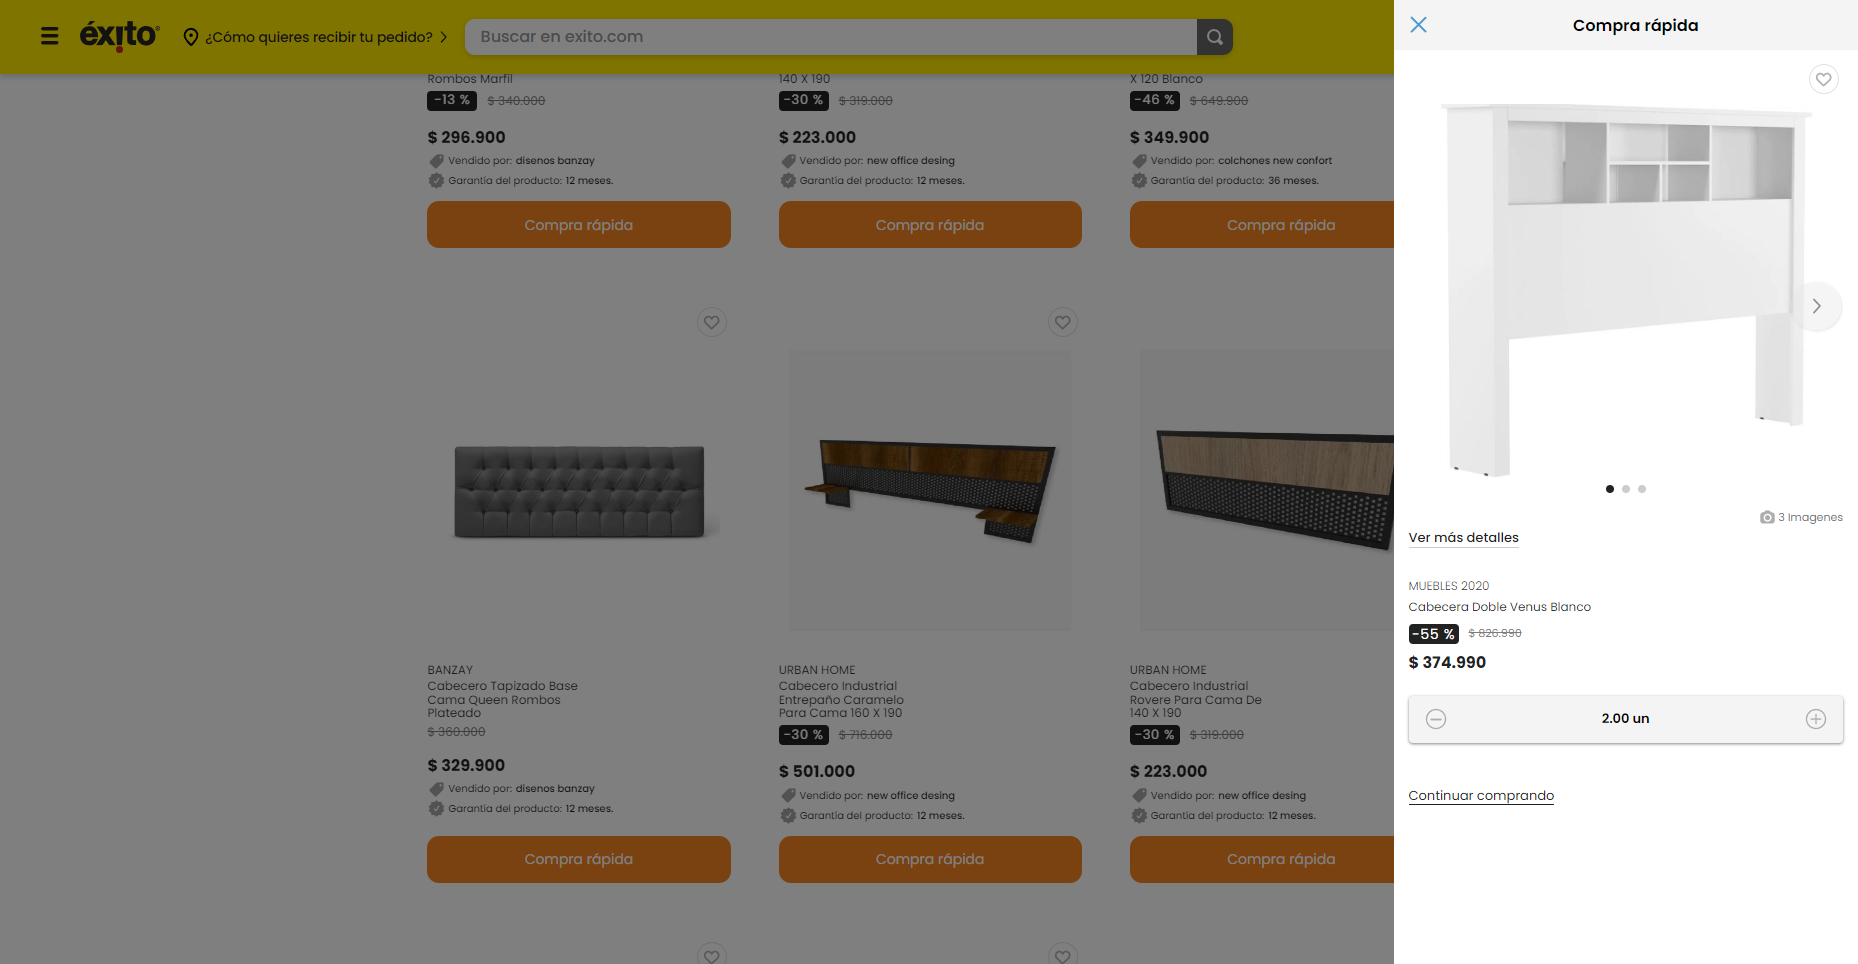 éxito
¿Cómo quieres recibir tu pedido?
Buscar en exito.com
Rombos Marfil
-13 % $ 340.000
$ 296.900
Vendido por: disenos banzay
Garantía del producto: 12 meses.
Compra rápida
140 X 190
-30 % $ 319.000
$ 223.000
Vendido por: new office desing
Garantía del producto: 12 meses.
Compra rápida
X 120 Blanco
-46 % $ 649.900
$ 349.900
Vendido por: colchones new confort
Garantía del producto: 36 meses.
Compra rápida
BANZAY
Cabecero Tapizado Base
Cama Queen Rombos
Plateado
$ 360.000
$ 329.900
Vendido por: disenos banzay
Garantía del producto: 12 meses.
Compra rápida
URBAN HOME
Cabecero Industrial
Entrepaño Caramelo
Para Cama 160 X 190
-30 % $ 716.000
$ 501.000
Vendido por: new office desing
Garantía del producto: 12 meses.
Compra rápida
URBAN HOME
Cabecero Industrial
Rovere Para Cama De
140 X 190
-30 % $ 319.000
$ 223.000
Vendido por: new office desing
Garantía del producto: 12 meses.
Compra rápida
Compra rápida
3 Imagenes
Ver más detalles
MUEBLES 2020
Cabecera Doble Venus Blanco
-55 % $ 826.990
$ 374.990
2.00 un
Continuar comprando